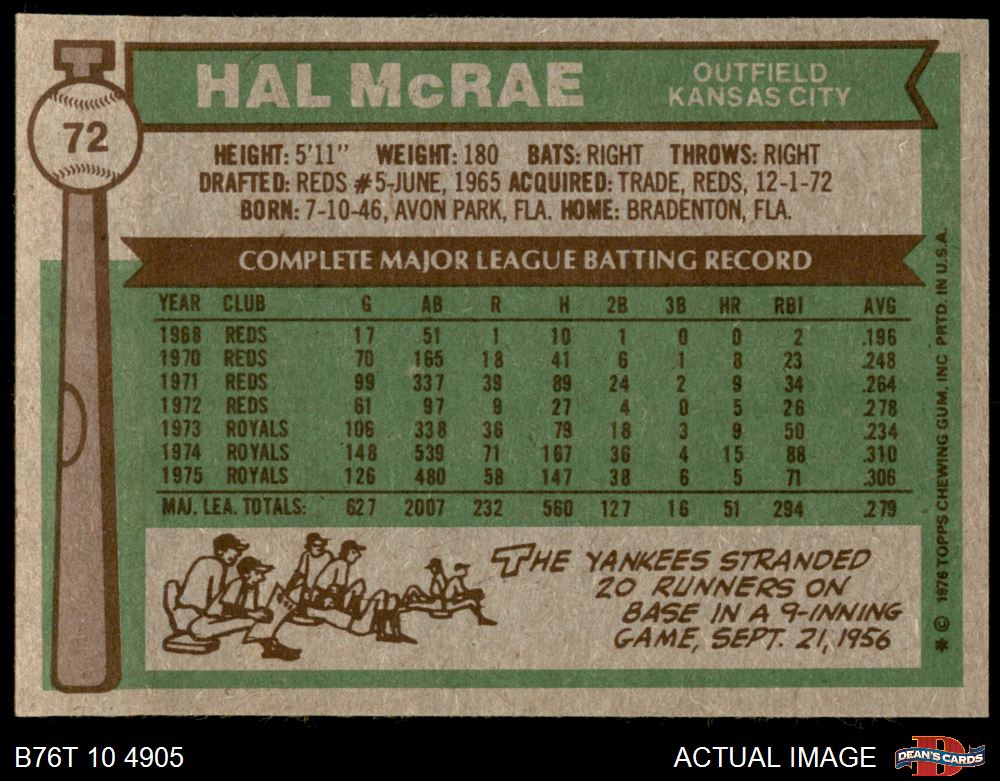 72
HAL McRAE
OUTFIELD
KANSAS CITY
HEIGHT: 5'11" WEIGHT: 180 BATS: RIGHT THROWS: RIGHT
DRAFTED: REDS #5-JUNE, 1965 ACQUIRED: TRADE, REDS, 12-1-72
BORN: 7-10-46, AVON PARK, FLA. HOME: BRADENTON, FLA.
COMPLETE MAJOR LEAGUE BATTING RECORD
YEAR CLUB G AB R H 2B 3B HR RBI AVG
1968 REDS 17 51 1 10 1 0 0 2 .196
1970 REDS 70 165 18 41 6 1 8 23 .248
1971 REDS 99 337 39 89 24 2 9 34 .264
1972 REDS 61 97 9 27 4 0 5 26 .278
1973 ROYALS 106 338 36 79 18 3 9 50 .234
1974 ROYALS 148 539 71 167 36 4 15 88 .310
1975 ROYALS 126 480 58 147 38 6 5 71 .306
MAJ. LEA. TOTALS: 627 2007 232 560 127 16 51 294 .279
THE YANKEES STRANDED
20 RUNNERS ON
BASE IN A 9-INNING
GAME, SEPT. 21, 1956
* © 1976 TOPPS CHEWING GUM, INC PRTD. IN U.S.A.
B76T 10 4905
ACTUAL IMAGE
D
DEAN'S CARDS